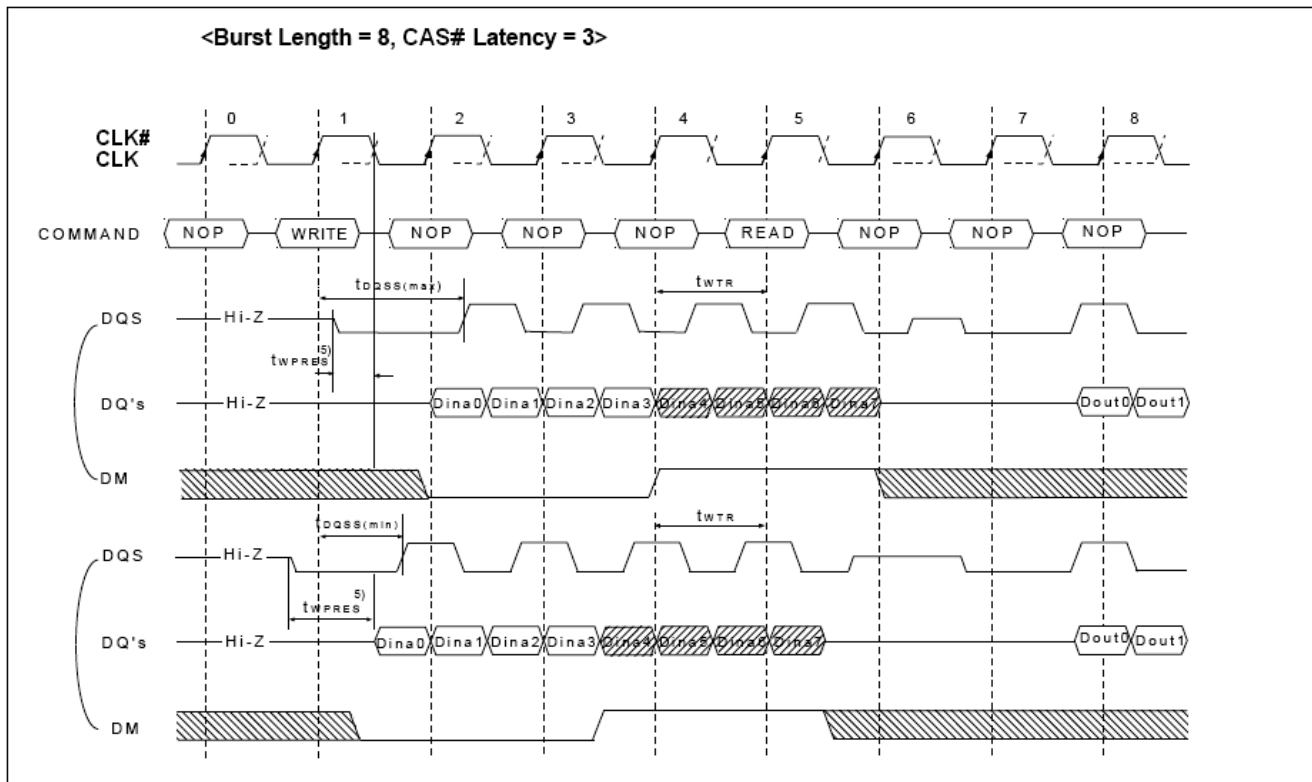 <Burst Length = 8, CAS# Latency = 3>
0 1 2 3 4 5 6 7 8
CLK#
CLK
COMMAND NOP WRITE NOP NOP NOP READ NOP NOP NOP
tDQSS(max) tWTR
DQS Hi-Z
tWPRES 5)
DQ's Hi-Z Dina0 Dina1 Dina2 Dina3 Dina4 Dina5 Dina6 Dina7 Dout0 Dout1
DM
tDQSS(min) tWTR
DQS Hi-Z
tWPRES 5)
DQ's Hi-Z Dina0 Dina1 Dina2 Dina3 Dina4 Dina5 Dina6 Dina7 Dout0 Dout1
DM